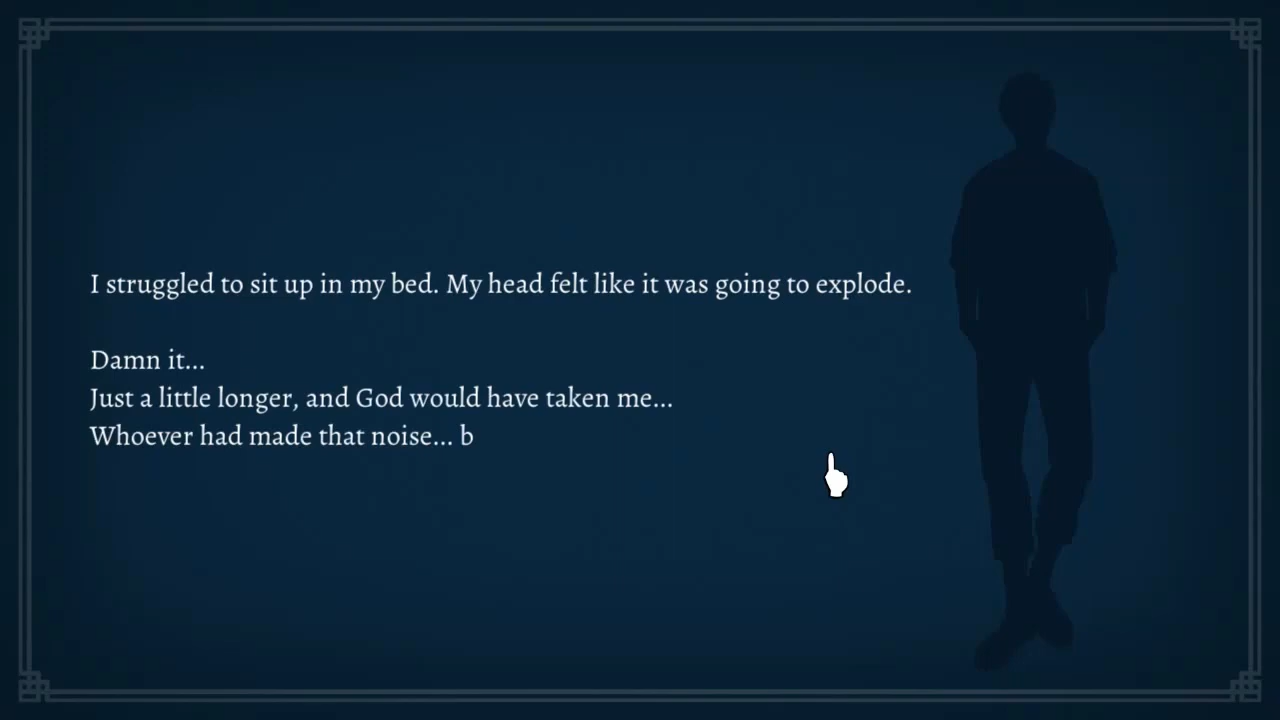 I struggled to sit up in my bed. My head felt like it was going to explode.
Damn it...
Just a little longer, and God would have taken me...
Whoever had made that noise... b